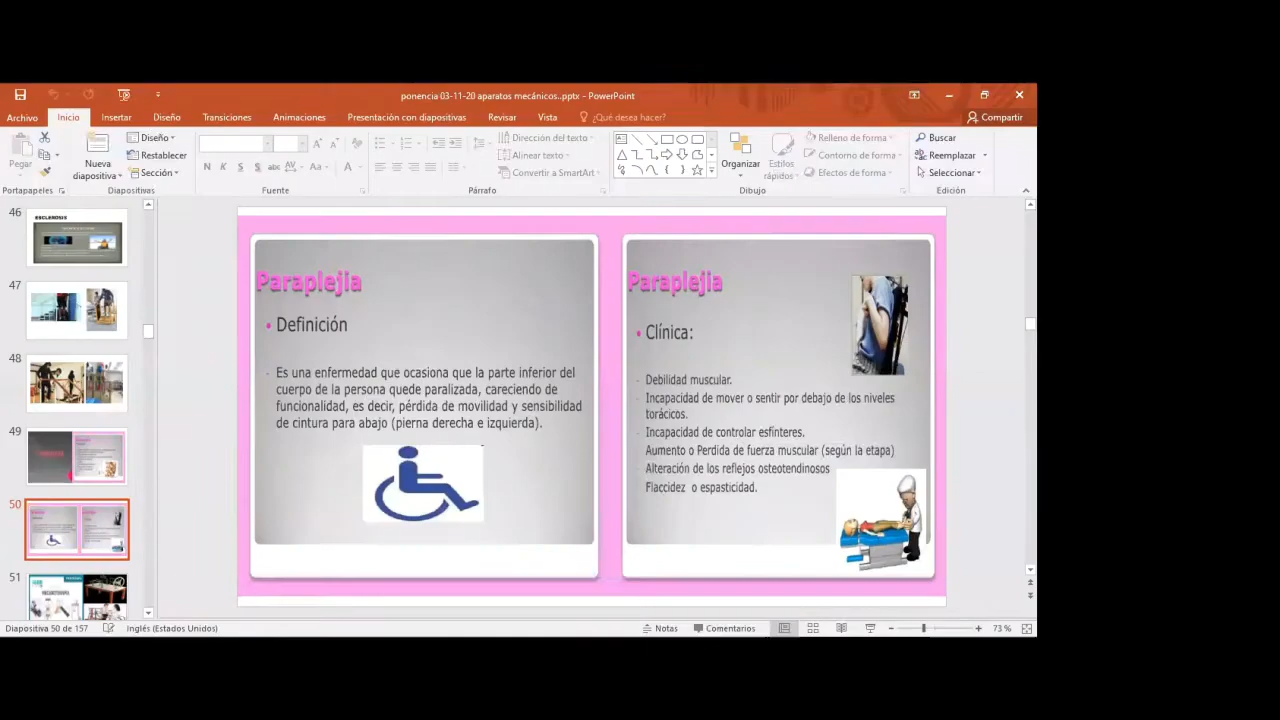 ponencia 03-11-20 aparatos mecánicos..pptx - PowerPoint
Archivo Inicio Insertar Diseño Transiciones Animaciones Presentación con diapositivas Revisar Vista ¿Qué desea hacer? Compartir
Pegar
Nueva diapositiva
Diseño
Restablecer
Sección
N K S S abc AV Aa A
Dirección del texto
Alinear texto
Convertir a SmartArt
Organizar
Estilos rápidos
Relleno de forma
Contorno de forma
Efectos de forma
Buscar
Reemplazar
Seleccionar
Portapapeles Diapositivas Fuente Párrafo Dibujo Edición
46
ESCLEROSIS
47
48
49
50
51
Paraplejia
• Definición
- Es una enfermedad que ocasiona que la parte inferior del
cuerpo de la persona quede paralizada, careciendo de
funcionalidad, es decir, pérdida de movilidad y sensibilidad
de cintura para abajo (pierna derecha e izquierda).
Paraplejia
• Clínica:
- Debilidad muscular.
- Incapacidad de mover o sentir por debajo de los niveles
torácicos.
- Incapacidad de controlar esfínteres.
- Aumento o Perdida de fuerza muscular (según la etapa)
- Alteración de los reflejos osteotendinosos
- Flaccidez o espasticidad.
Diapositiva 50 de 157 Inglés (Estados Unidos) Notas Comentarios 73 %